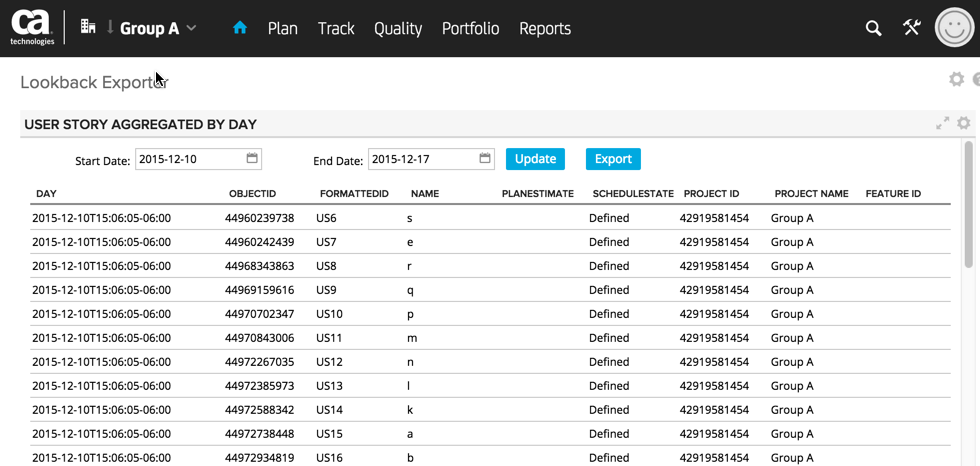 ca technologies Group A Plan Track Quality Portfolio Reports
Lookback Exporter
USER STORY AGGREGATED BY DAY
Start Date: 2015-12-10 End Date: 2015-12-17 Update Export
DAY OBJECTID FORMATTEDID NAME PLANESTIMATE SCHEDULESTATE PROJECT ID PROJECT NAME FEATURE ID
2015-12-10T15:06:05-06:00 44960239738 US6 s Defined 42919581454 Group A
2015-12-10T15:06:05-06:00 44960242439 US7 e Defined 42919581454 Group A
2015-12-10T15:06:05-06:00 44968343863 US8 r Defined 42919581454 Group A
2015-12-10T15:06:05-06:00 44969159616 US9 q Defined 42919581454 Group A
2015-12-10T15:06:05-06:00 44970702347 US10 p Defined 42919581454 Group A
2015-12-10T15:06:05-06:00 44970843006 US11 m Defined 42919581454 Group A
2015-12-10T15:06:05-06:00 44972267035 US12 n Defined 42919581454 Group A
2015-12-10T15:06:05-06:00 44972385973 US13 l Defined 42919581454 Group A
2015-12-10T15:06:05-06:00 44972588342 US14 k Defined 42919581454 Group A
2015-12-10T15:06:05-06:00 44972738448 US15 a Defined 42919581454 Group A
2015-12-10T15:06:05-06:00 44972934819 US16 b Defined 42919581454 Group A